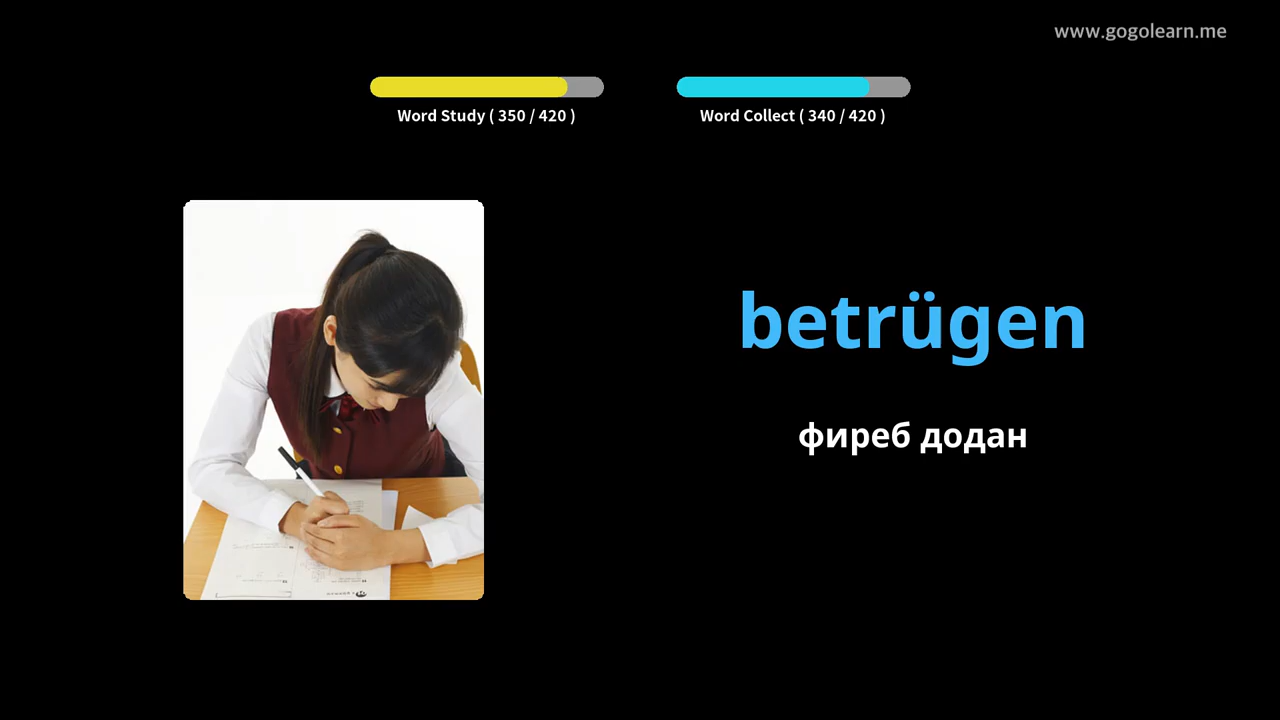 www.gogolearn.me
Word Study ( 350 / 420 )
Word Collect ( 340 / 420 )
betrügen
фиреб додан